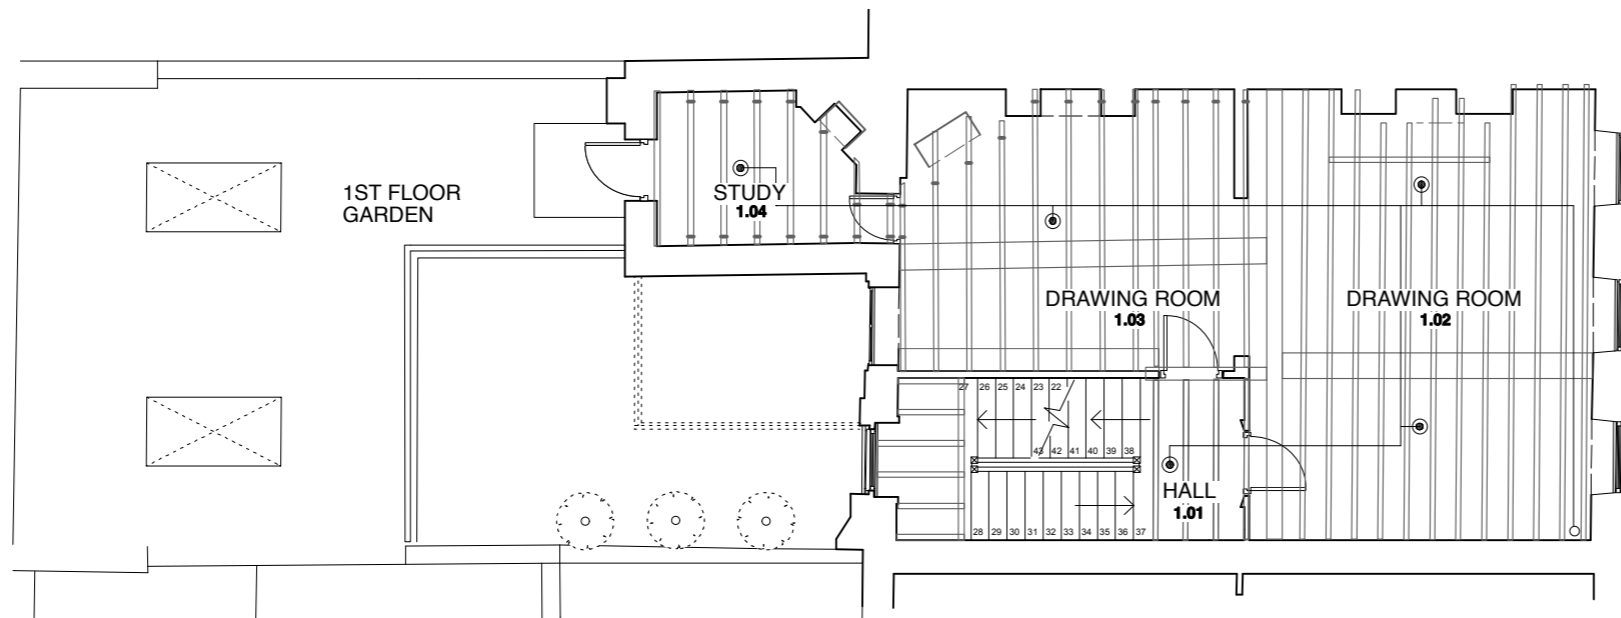 1ST FLOOR
GARDEN
STUDY
1.04
DRAWING ROOM
1.03
DRAWING ROOM
1.02
27 26 25 24 23 22
43 42 41 40 39 38
HALL
1.01
28 29 30 31 32 33 34 35 36 37